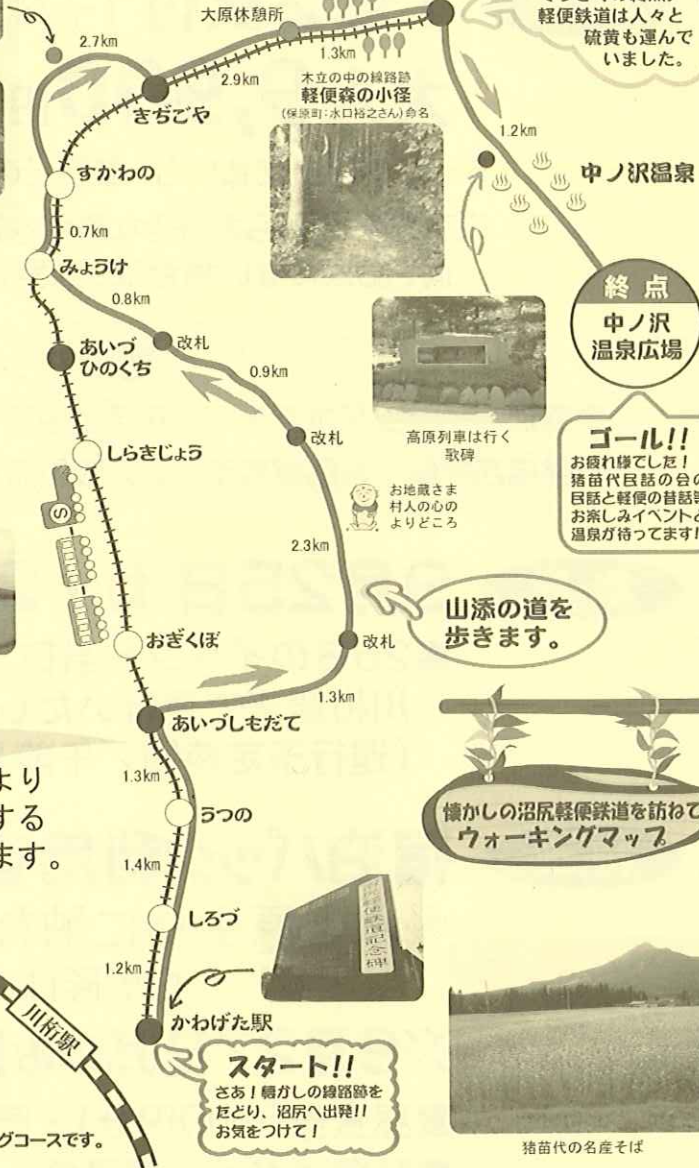 軽便鉄道は人々と
硫黄も運んで
いました。
大原休憩所
2.7km
1.3km
2.9km
きぢごや
木立の中の線路跡
軽便森の小径
(保原町:水口裕之さん)命名
1.2km
中ノ沢温泉
すかわの
0.7km
みょうけ
0.8km
改札
あいづ
ひのくち
0.9km
改札
終点
中ノ沢
温泉広場
高原列車は行く
歌碑
しらきじょう
お地蔵さま
村人の心の
よりどころ
ゴール!!
お疲れ様でした!
猪苗代民話の会の
民話と軽便の昔話等
お楽しみイベントと
温泉が待ってます!
S
2.3km
山添の道を
歩きます。
おぎくぼ
改札
1.3km
あいづしもだて
1.3km
より
する
ます。
うつの
懐かしの沼尻軽便鉄道を訪ねて
ウォーキングマップ
1.4km
しろづ
沼尻軽便鉄道記念碑
1.2km
かわげた駅
川桁駅
スタート!!
さあ!懐かしの線路跡を
たどり、沼尻へ出発!!
お気をつけて!
グコースです。
猪苗代の名産そば